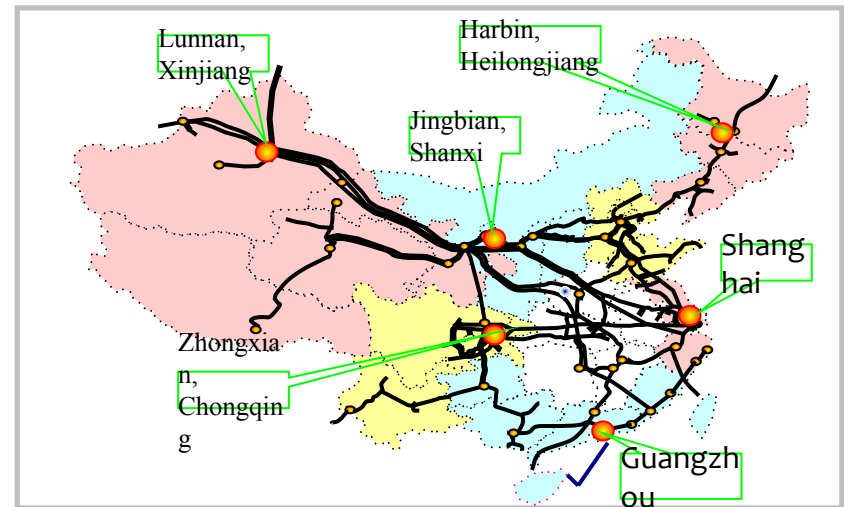 Lunnan,
Xinjiang
Harbin,
Heilongjiang
Jingbian,
Shanxi
Shang
hai
Zhongxia
n,
Chongqin
g
Guangzh
ou